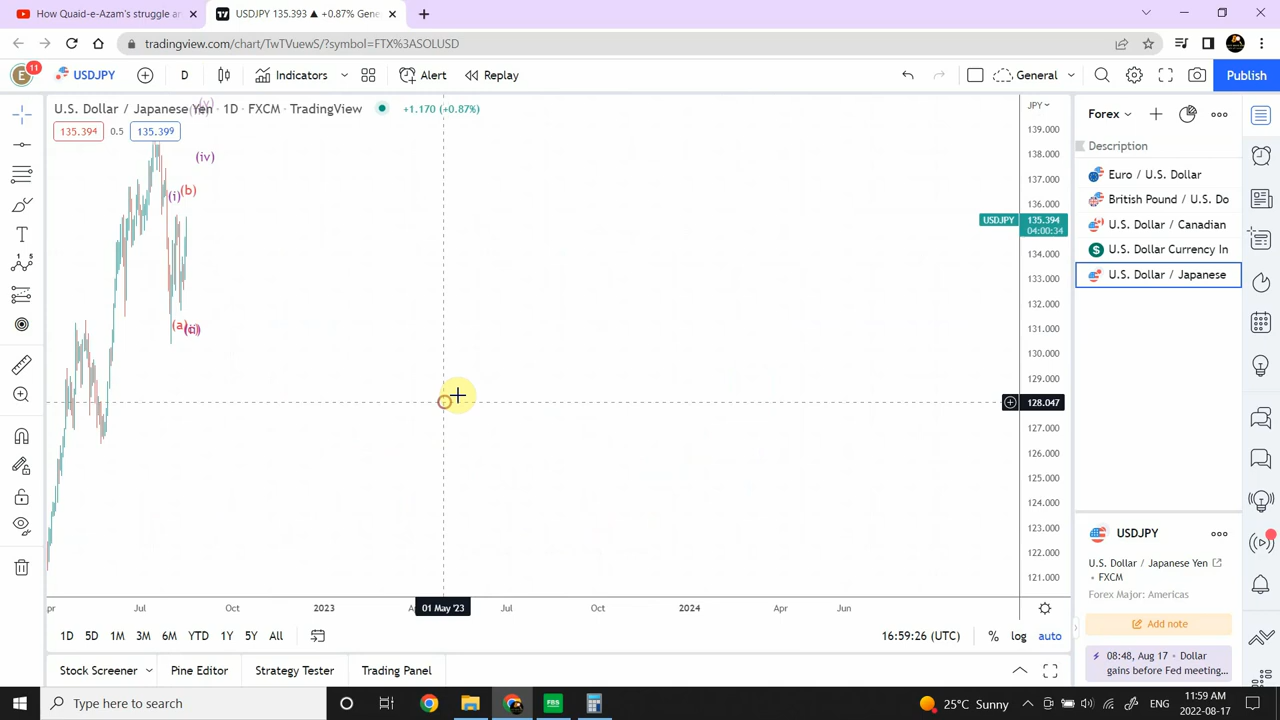 How Quaid-e-Azam's struggle ar
USDJPY 135.393 ▲ +0.87% Gene
tradingview.com/chart/TwTVuewS/?symbol=FTX%3ASOLUSD
E
11
USDJPY
D
Indicators
Alert
Replay
General
Publish
U.S. Dollar / Japanese Yen · 1D · FXCM · TradingView
+1.170 (+0.87%)
135.394
0.5
135.399
(iv)
(i)
(b)
(a)
JPY
139.000
138.000
137.000
136.000
USDJPY
135.394
04:00:34
134.000
133.000
132.000
131.000
130.000
129.000
128.047
127.000
126.000
125.000
124.000
123.000
122.000
121.000
pr
Jul
Oct
2023
01 May '23
Jul
Oct
2024
Apr
Jun
Forex
Description
Euro / U.S. Dollar
British Pound / U.S. Do
U.S. Dollar / Canadian
U.S. Dollar Currency In
U.S. Dollar / Japanese
USDJPY
U.S. Dollar / Japanese Yen
• FXCM
Forex Major: Americas
Add note
08:48, Aug 17 • Dollar
gains before Fed meeting...
1D
5D
1M
3M
6M
YTD
1Y
5Y
All
16:59:26 (UTC)
%
log
auto
Stock Screener
Pine Editor
Strategy Tester
Trading Panel
Type here to search
FBS
25°C Sunny
ENG
11:59 AM
2022-08-17